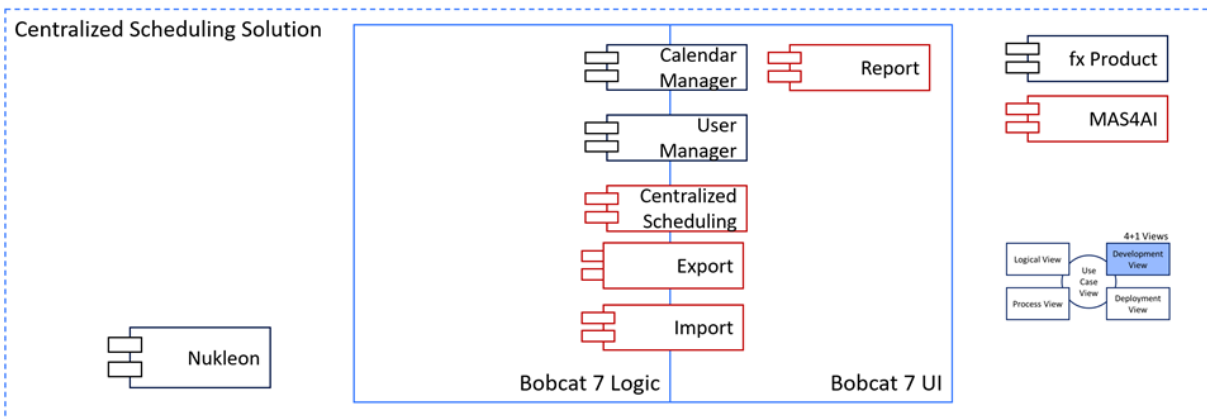 Centralized Scheduling Solution
Calendar
Manager
Report
fx Product
MAS4AI
User
Manager
Centralized
Scheduling
Export
Import
Nukleon
Bobcat 7 Logic
Bobcat 7 UI
4+1 Views
Logical View
Development
View
Use
Case
View
Process View
Deployment
View